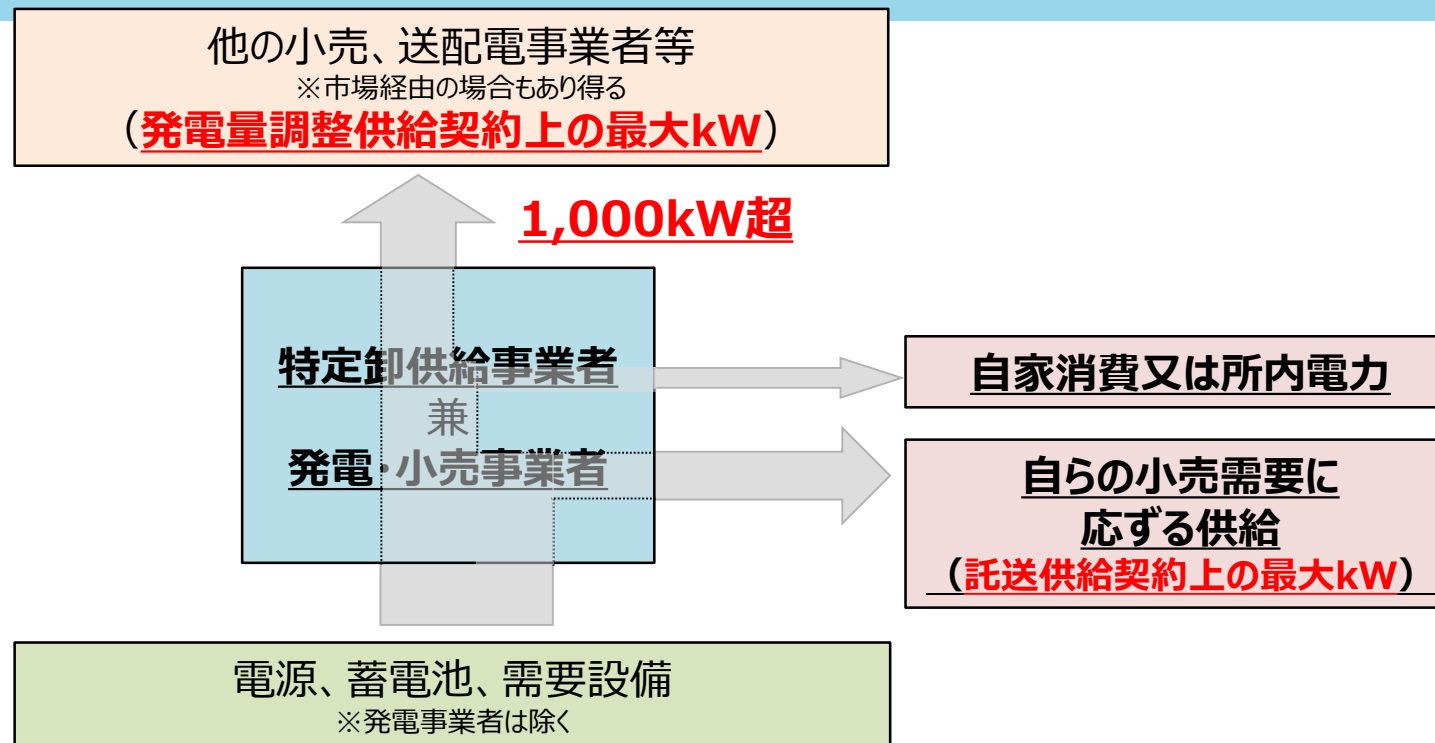 他の小売、送配電事業者等
※市場経由の場合もあり得る
（発電量調整供給契約上の最大kW）
1,000kW超
特定卸供給事業者
兼
発電・小売事業者
自家消費又は所内電力
自らの小売需要に
応ずる供給
（託送供給契約上の最大kW）
電源、蓄電池、需要設備
※発電事業者は除く